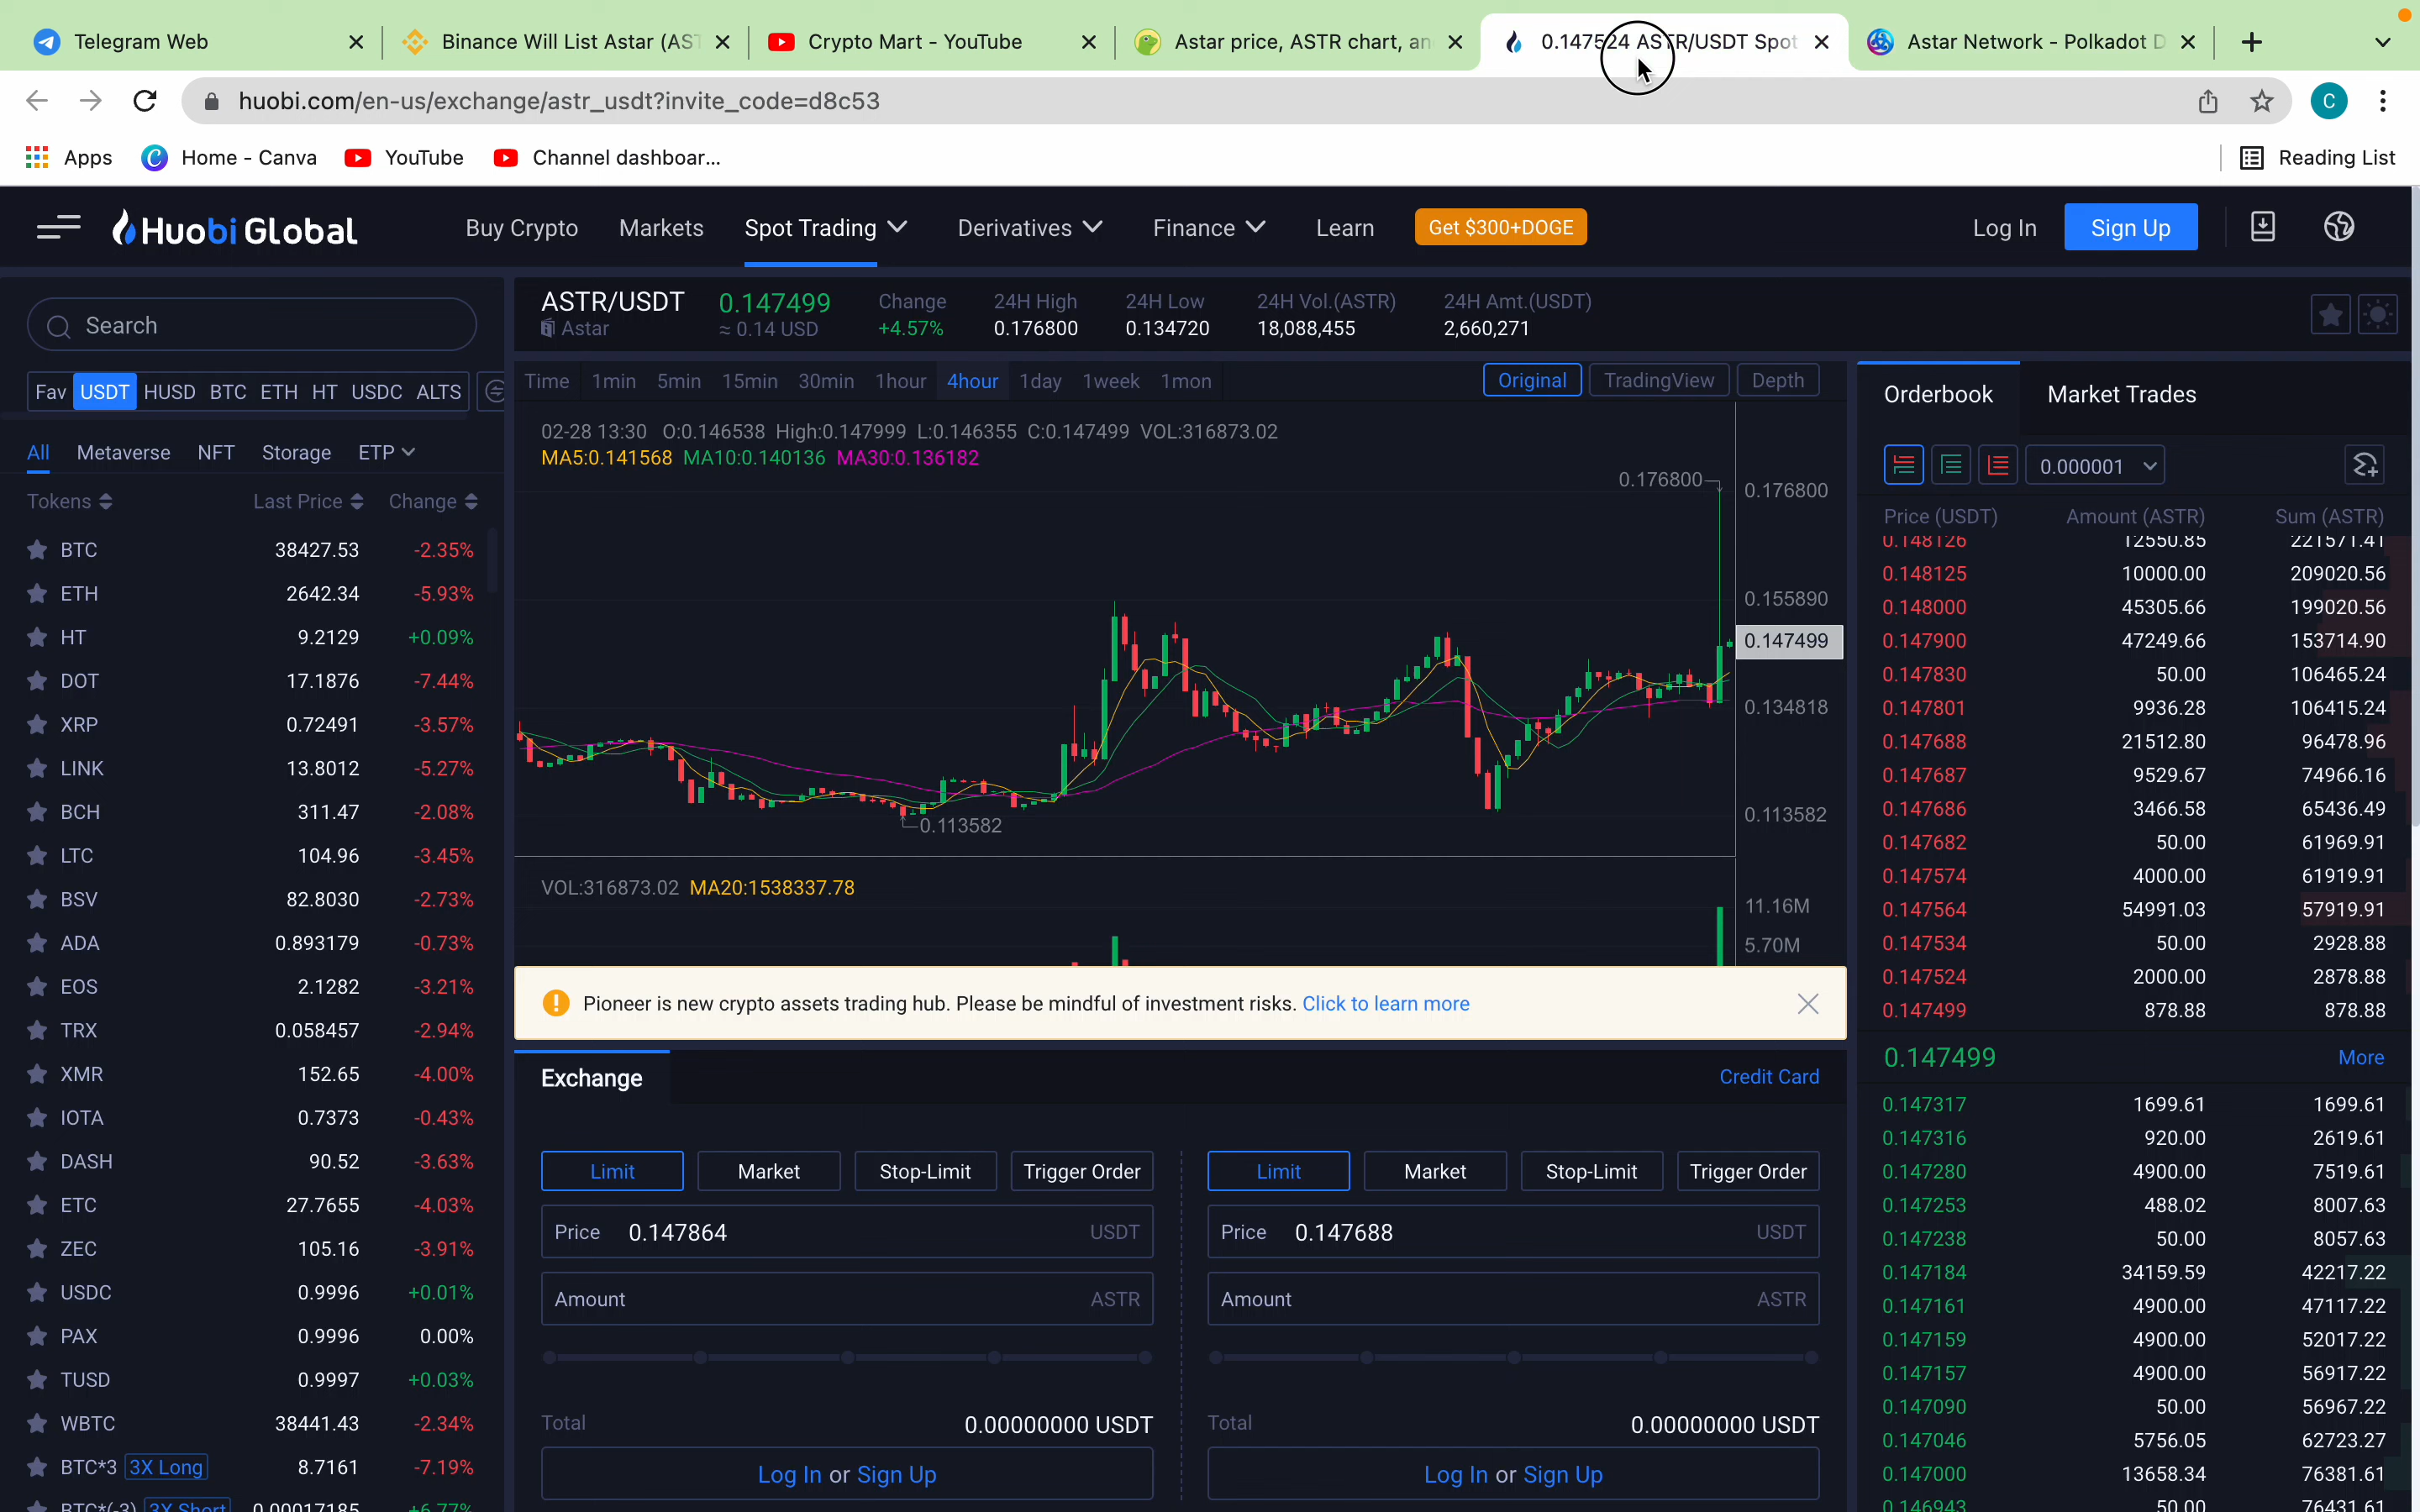 Telegram Web
Binance Will List Astar (AST
Crypto Mart - YouTube
Astar price, ASTR chart, an
0.147524 ASTR/USDT Spot
Astar Network - Polkadot D
huobi.com/en-us/exchange/astr_usdt?invite_code=d8c53
C
Apps
Home - Canva
YouTube
Channel dashboar...
Reading List
Huobi Global
Buy Crypto
Markets
Spot Trading
Derivatives
Finance
Learn
Get $300+DOGE
Log In
Sign Up
Search
Fav USDT HUSD BTC ETH HT USDC ALTS
All Metaverse NFT Storage ETP
Tokens Last Price Change
BTC 38427.53 -2.35%
ETH 2642.34 -5.93%
HT 9.2129 +0.09%
DOT 17.1876 -7.44%
XRP 0.72491 -3.57%
LINK 13.8012 -5.27%
BCH 311.47 -2.08%
LTC 104.96 -3.45%
BSV 82.8030 -2.73%
ADA 0.893179 -0.73%
EOS 2.1282 -3.21%
TRX 0.058457 -2.94%
XMR 152.65 -4.00%
IOTA 0.7373 -0.43%
DASH 90.52 -3.63%
ETC 27.7655 -4.03%
ZEC 105.16 -3.91%
USDC 0.9996 +0.01%
PAX 0.9996 0.00%
TUSD 0.9997 +0.03%
WBTC 38441.43 -2.34%
BTC*3 3X Long 8.7161 -7.19%
BTC*(-3) 3X Short 0.00017185 +6.77%
ASTR/USDT 0.147499 Change 24H High 24H Low 24H Vol.(ASTR) 24H Amt.(USDT)
Astar ≈ 0.14 USD +4.57% 0.176800 0.134720 18,088,455 2,660,271
Time 1min 5min 15min 30min 1hour 4hour 1day 1week 1mon
Original TradingView Depth
02-28 13:30 O:0.146538 High:0.147999 L:0.146355 C:0.147499 VOL:316873.02
MA5:0.141568 MA10:0.140136 MA30:0.136182
0.176800
0.176800
0.155890
0.147499
0.134818
0.113582
0.113582
VOL:316873.02 MA20:1538337.78
11.16M
5.70M
Pioneer is new crypto assets trading hub. Please be mindful of investment risks. Click to learn more
Exchange
Credit Card
Limit Market Stop-Limit Trigger Order
Price 0.147864 USDT
Amount ASTR
Total 0.00000000 USDT
Log In or Sign Up
Limit Market Stop-Limit Trigger Order
Price 0.147688 USDT
Amount ASTR
Total 0.00000000 USDT
Log In or Sign Up
Orderbook Market Trades
0.000001
Price (USDT) Amount (ASTR) Sum (ASTR)
0.148126 12550.85 221571.41
0.148125 10000.00 209020.56
0.148000 45305.66 199020.56
0.147900 47249.66 153714.90
0.147830 50.00 106465.24
0.147801 9936.28 106415.24
0.147688 21512.80 96478.96
0.147687 9529.67 74966.16
0.147686 3466.58 65436.49
0.147682 50.00 61969.91
0.147574 4000.00 61919.91
0.147564 54991.03 57919.91
0.147534 50.00 2928.88
0.147524 2000.00 2878.88
0.147499 878.88 878.88
0.147499 More
0.147317 1699.61 1699.61
0.147316 920.00 2619.61
0.147280 4900.00 7519.61
0.147253 488.02 8007.63
0.147238 50.00 8057.63
0.147184 34159.59 42217.22
0.147161 4900.00 47117.22
0.147159 4900.00 52017.22
0.147157 4900.00 56917.22
0.147090 50.00 56967.22
0.147046 5756.05 62723.27
0.147000 13658.34 76381.61
0.146943 50.00 76431.61